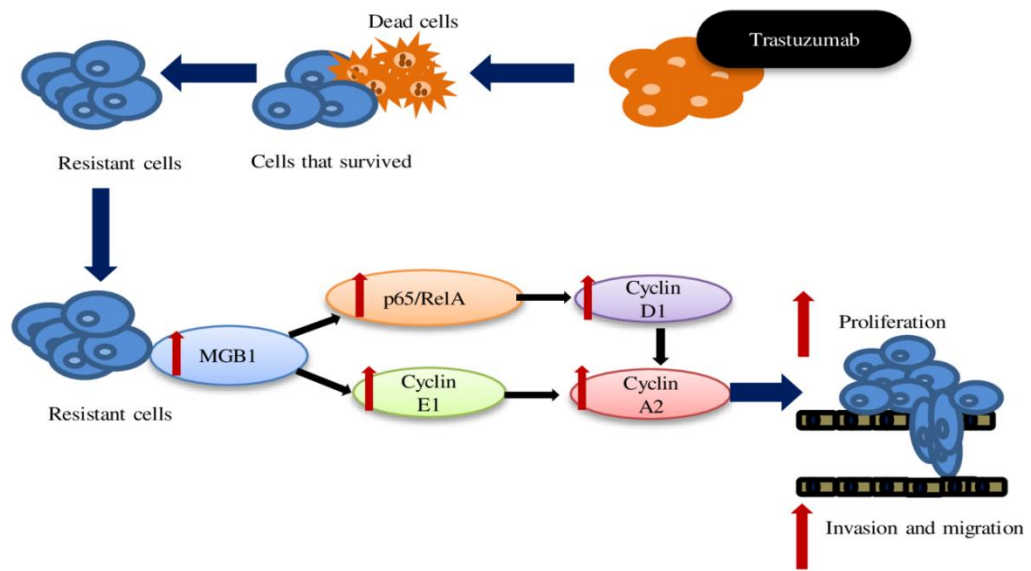 Dead cells
Trastuzumab
Resistant cells
Cells that survived
p65/RelA
Cyclin
D1
MGB1
Proliferation
Cyclin
E1
Cyclin
A2
Resistant cells
Invasion and migration